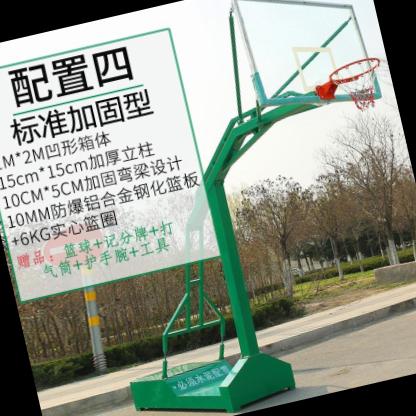 配置四
标准加固型
1M*2M凹形箱体
15cm*15cm加厚立柱
10CM*5CM加固弯梁设计
10MM防爆铝合金钢化篮板
+6KG实心篮圈
赠品：篮球+记分牌+打
气筒+护手腕+工具